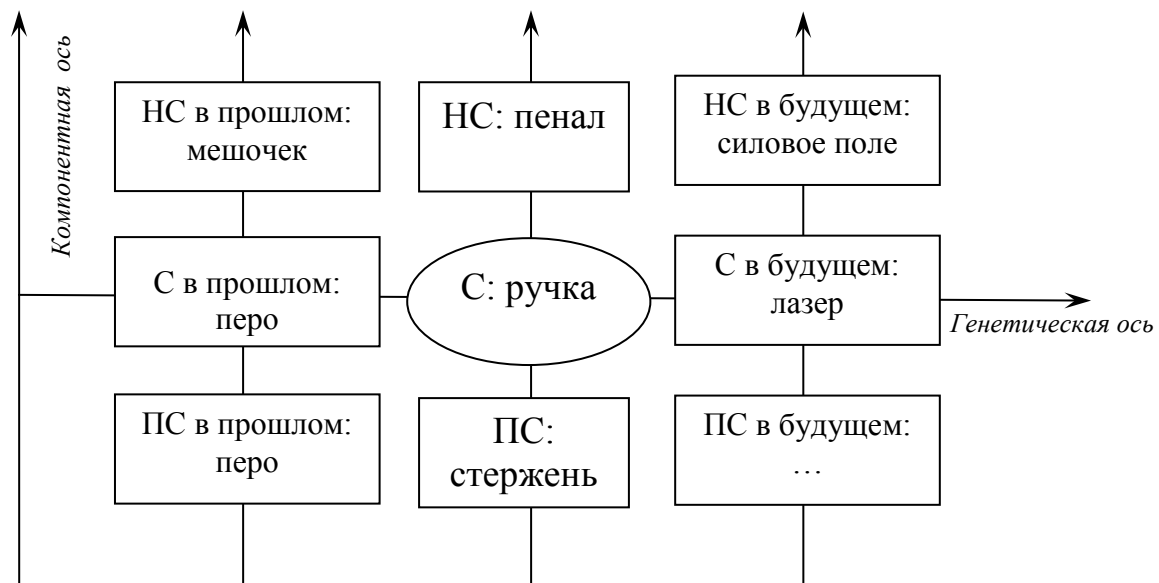 Компонентная ось
НС в прошлом:
мешочек
НС: пенал
НС в будущем:
силовое поле
С в прошлом:
перо
С: ручка
С в будущем:
лазер
Генетическая ось
ПС в прошлом:
перо
ПС:
стержень
ПС в будущем:
…